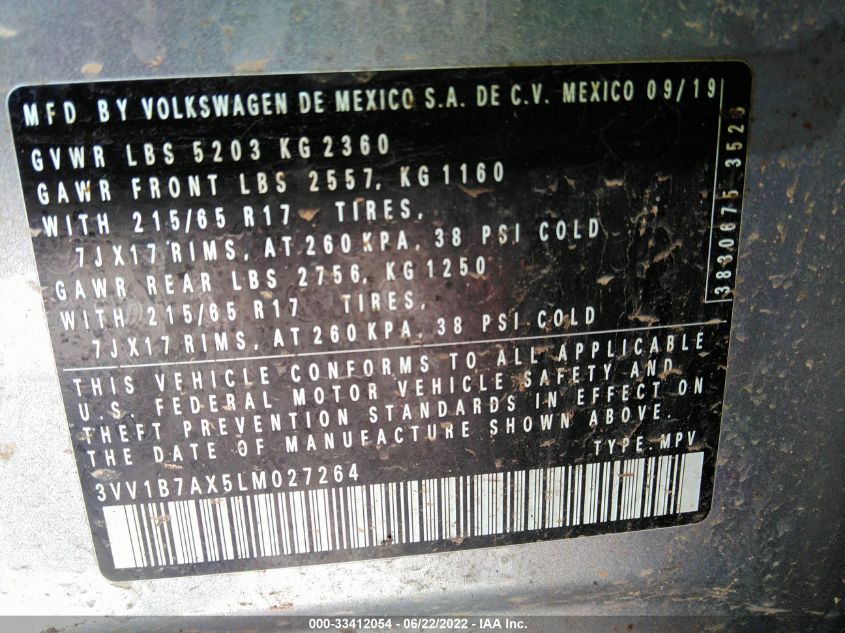 MFD BY VOLKSWAGEN DE MEXICO S.A. DE C.V. MEXICO 09/19
GVWR LBS 5203 KG 2360
GAWR FRONT LBS 2557, KG 1160
WITH 215/65 R17 TIRES,
7JX17 RIMS, AT 260 KPA, 38 PSI COLD
GAWR REAR LBS 2756, KG 1250
WITH 215/65 R17 TIRES,
7JX17 RIMS, AT 260 KPA, 38 PSI COLD
THIS VEHICLE CONFORMS TO ALL APPLICABLE
U.S. FEDERAL MOTOR VEHICLE SAFETY AND
THEFT PREVENTION STANDARDS IN EFFECT ON
THE DATE OF MANUFACTURE SHOWN ABOVE.
TYPE.MPV
3VV1B7AX5LM027264
3830675
000-33412054 - 06/22/2022 - IAA Inc.